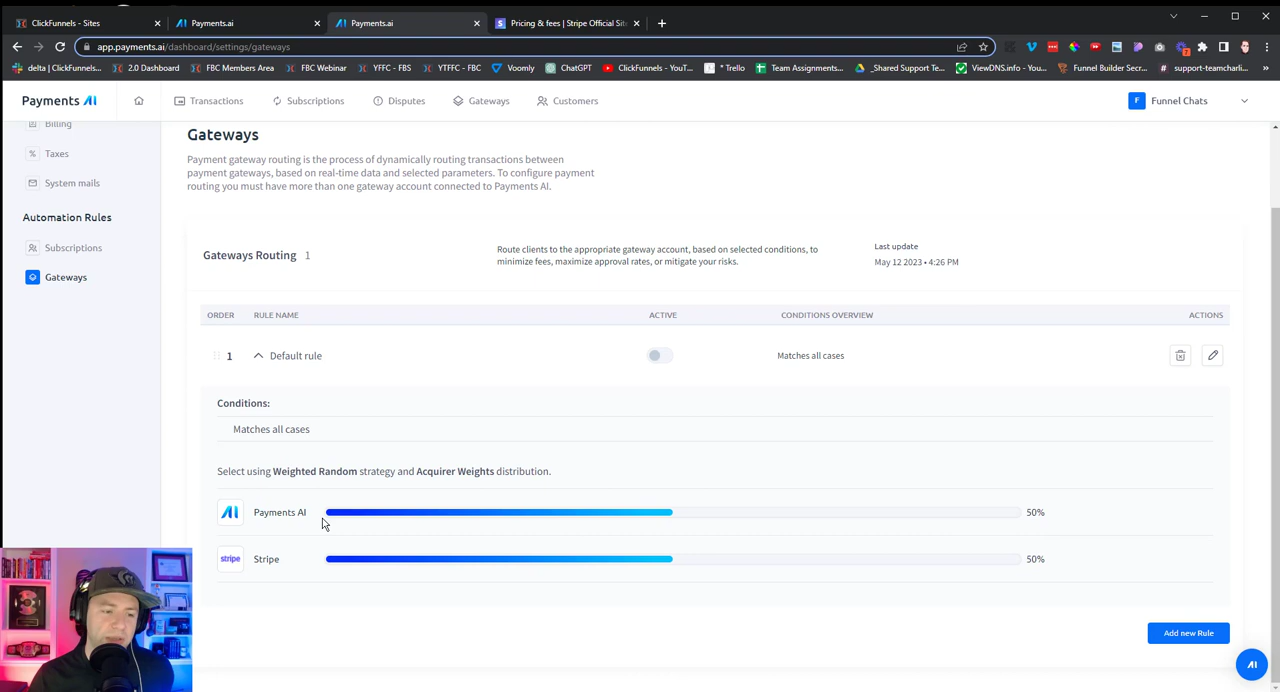 ClickFunnels - Sites
Payments.ai
Payments.ai
Pricing & fees | Stripe Official Sit
app.payments.ai/dashboard/settings/gateways
delta | ClickFunnels...
2.0 Dashboard
FBC Members Area
FBC Webinar
YFFC - FBS
YTFFC - FBC
Voomly
ChatGPT
ClickFunnels - YouT...
* Trello
Team Assignments...
_Shared Support Te...
ViewDNS.info - You...
Funnel Builder Secr...
# support-teamcharli...
»
Payments AI
Transactions
Subscriptions
Disputes
Gateways
Customers
F Funnel Chats
Billing
Taxes
System mails
Automation Rules
Subscriptions
Gateways
Gateways
Payment gateway routing is the process of dynamically routing transactions between
payment gateways, based on real-time data and selected parameters. To configure payment
routing you must have more than one gateway account connected to Payments AI.
Gateways Routing 1
Route clients to the appropriate gateway account, based on selected conditions, to
minimize fees, maximize approval rates, or mitigate your risks.
Last update
May 12 2023 • 4:26 PM
ORDER RULE NAME ACTIVE CONDITIONS OVERVIEW ACTIONS
1 Default rule Matches all cases
Conditions:
Matches all cases
Select using Weighted Random strategy and Acquirer Weights distribution.
AI Payments AI 50%
stripe Stripe 50%
Add new Rule
AI